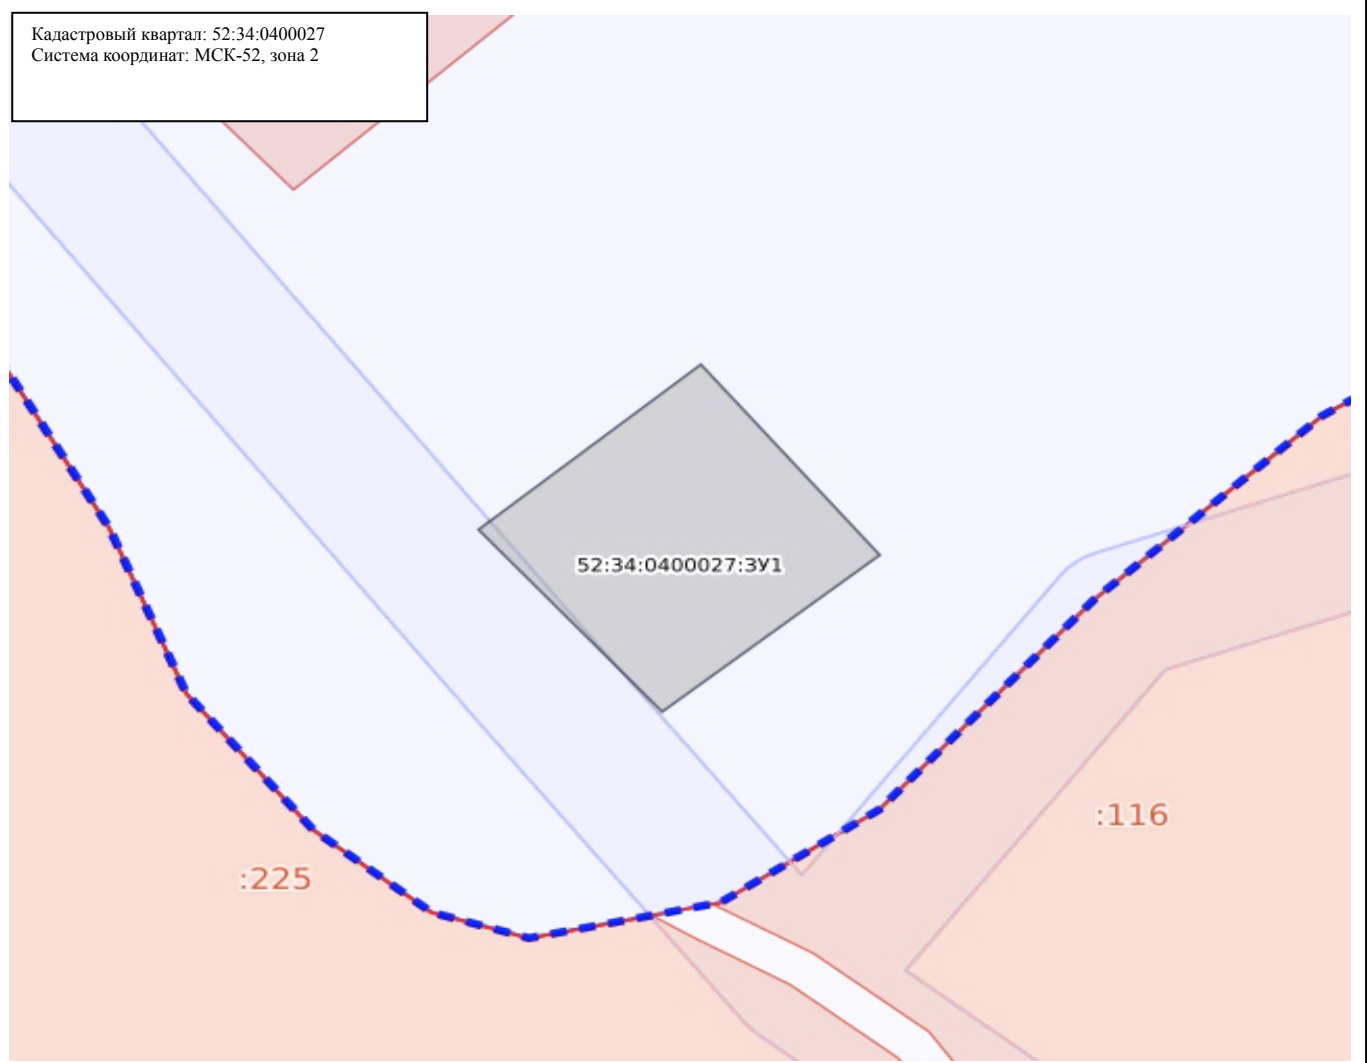 Кадастровый квартал: 52:34:0400027
Система координат: МСК-52, зона 2
52:34:0400027:ЗУ1
:116
:225